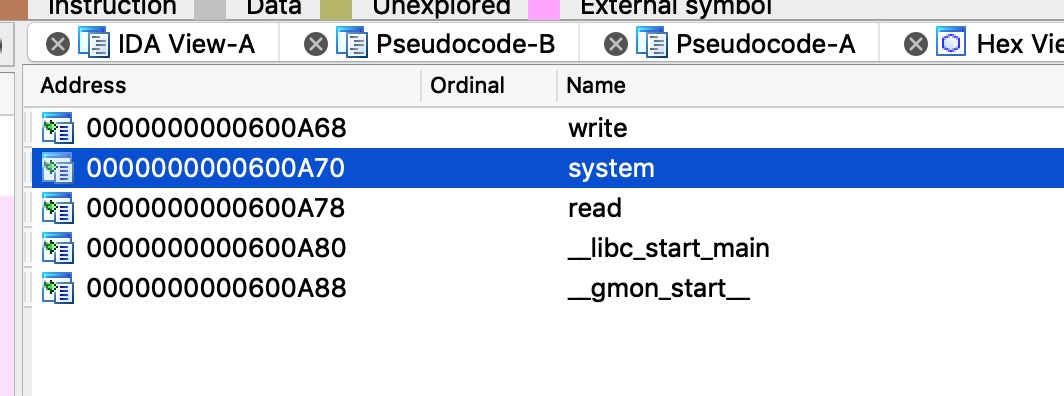 Instruction Data Unexplored External symbol
IDA View-A Pseudocode-B Pseudocode-A Hex Vie
Address Ordinal Name
0000000000600A68 write
0000000000600A70 system
0000000000600A78 read
0000000000600A80 __libc_start_main
0000000000600A88 __gmon_start__